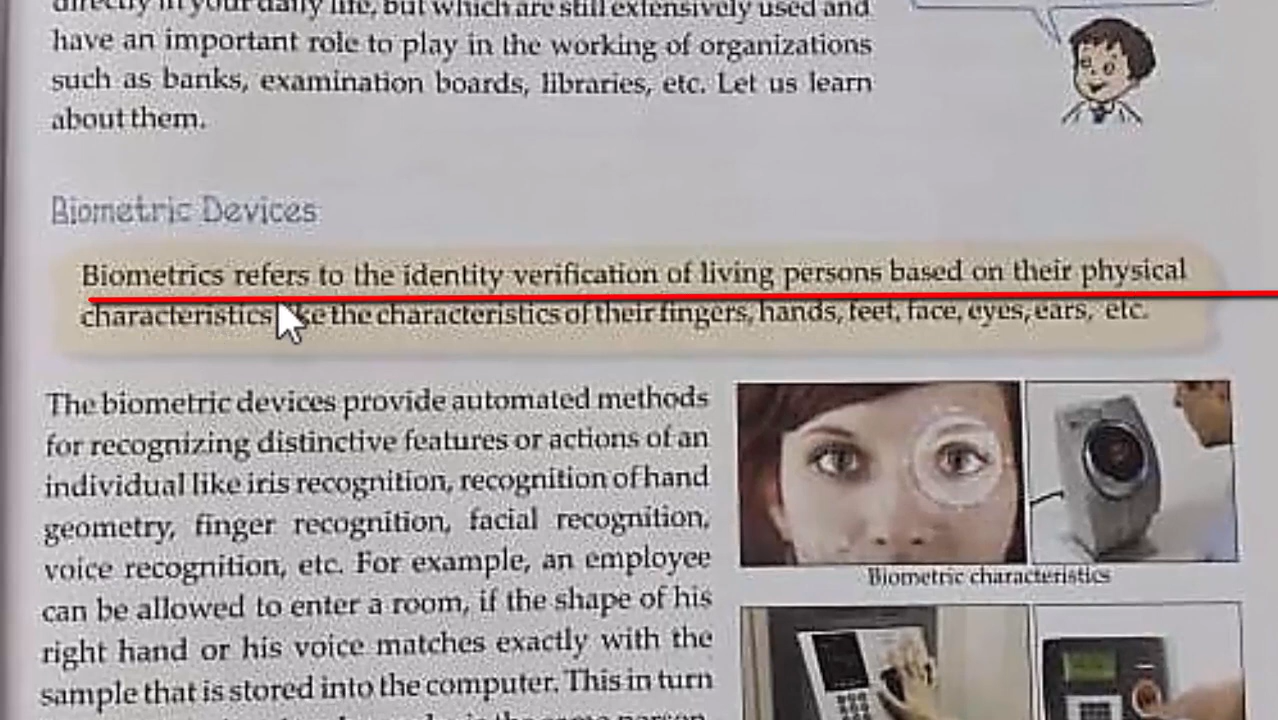 directly in your daily life, but which are still extensively used and
have an important role to play in the working of organizations
such as banks, examination boards, libraries, etc. Let us learn
about them.
Biometric Devices
Biometrics refers to the identity verification of living persons based on their physical
characteristics like the characteristics of their fingers, hands, feet, face, eyes, ears, etc.
The biometric devices provide automated methods
for recognizing distinctive features or actions of an
individual like iris recognition, recognition of hand
geometry, finger recognition, facial recognition,
voice recognition, etc. For example, an employee
can be allowed to enter a room, if the shape of his
right hand or his voice matches exactly with the
sample that is stored into the computer. This in turn
Biometric characteristics